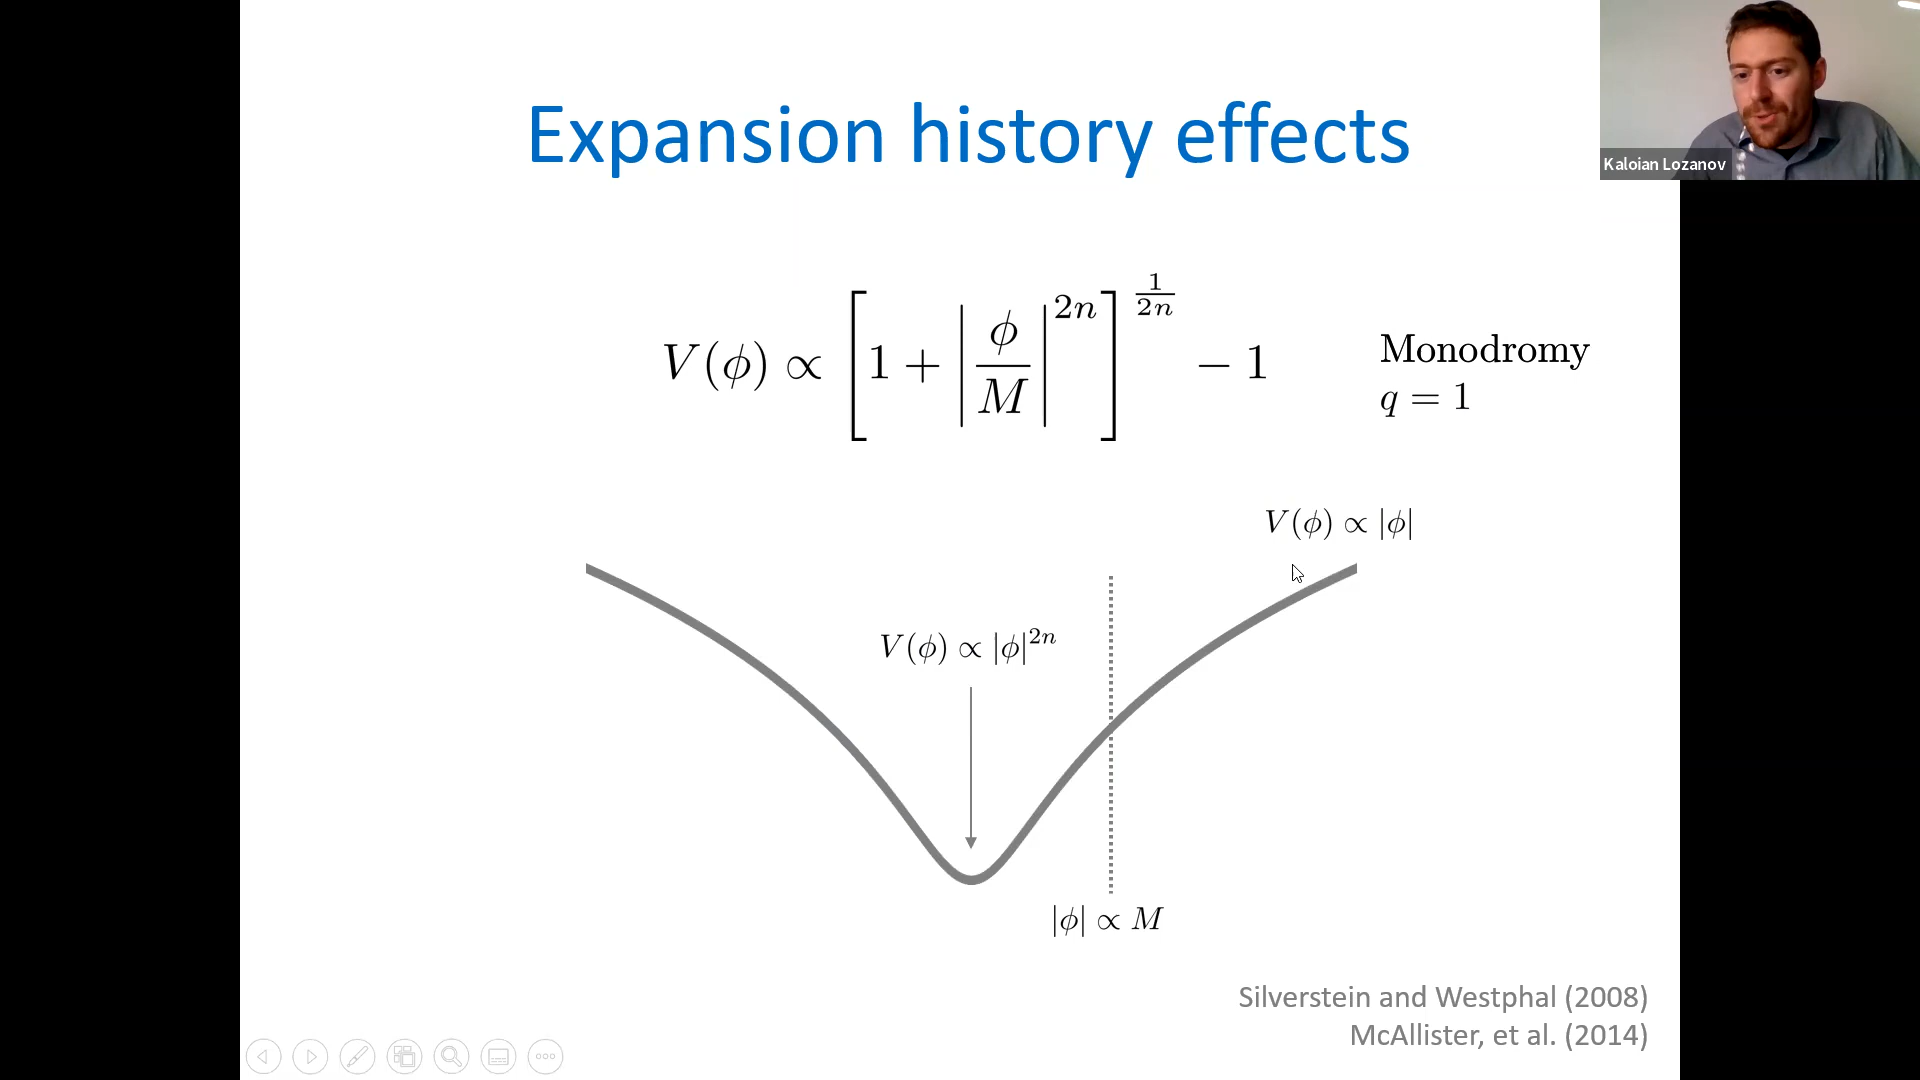 Expansion history effects
Kaloian Lozanov
V(ϕ) ∝ [1 + |ϕ/M|^{2n}]^{1/2n} − 1
Monodromy
q = 1
V(ϕ) ∝ |ϕ|
V(ϕ) ∝ |ϕ|^{2n}
|ϕ| ∝ M
Silverstein and Westphal (2008)
McAllister, et al. (2014)